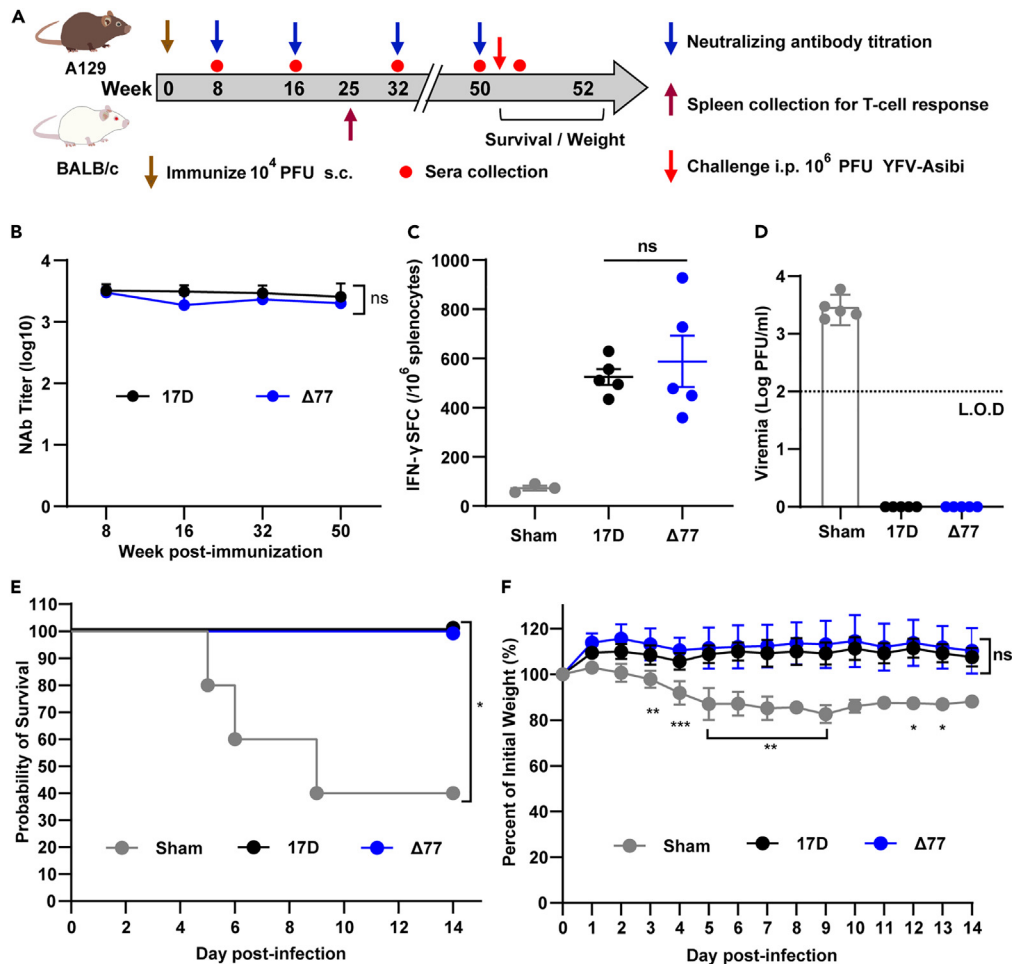 A
A129
BALB/c
Week
0
8
16
25
32
50
52
Survival / Weight
Immunize 10^4 PFU s.c.
Sera collection
Neutralizing antibody titration
Spleen collection for T-cell response
Challenge i.p. 10^6 PFU YFV-Asibi
B
NAb Titer (log10)
4
3
2
1
0
17D
Δ77
ns
8
16
32
50
Week post-immunization
C
IFN-γ SFC (/10^6 splenocytes)
1000
800
600
400
200
0
ns
Sham
17D
Δ77
D
Viremia (Log PFU/ml)
4
3
2
1
0
L.O.D
Sham
17D
Δ77
E
Probability of Survival
110
100
90
80
70
60
50
40
30
20
10
0
*
Sham
17D
Δ77
0
2
4
6
8
10
12
14
Day post-infection
F
Percent of Initial Weight (%)
120
100
80
60
40
20
0
**
***
**
*
*
ns
Sham
17D
Δ77
0
1
2
3
4
5
6
7
8
9
10
11
12
13
14
Day post-infection